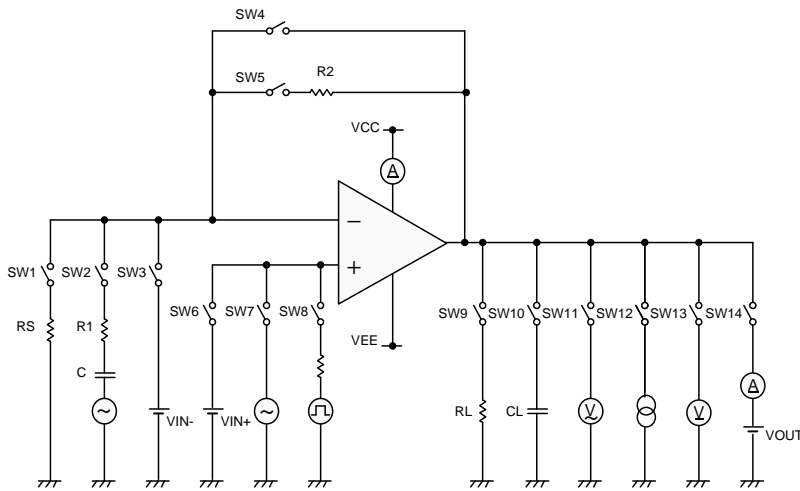 SW4
SW5
R2
VCC
A
−
+
SW1
SW2
SW3
SW6
SW7
SW8
SW9
SW10
SW11
SW12
SW13
SW14
RS
R1
VEE
C
A
VIN-
VIN+
RL
CL
V
V
VOUT